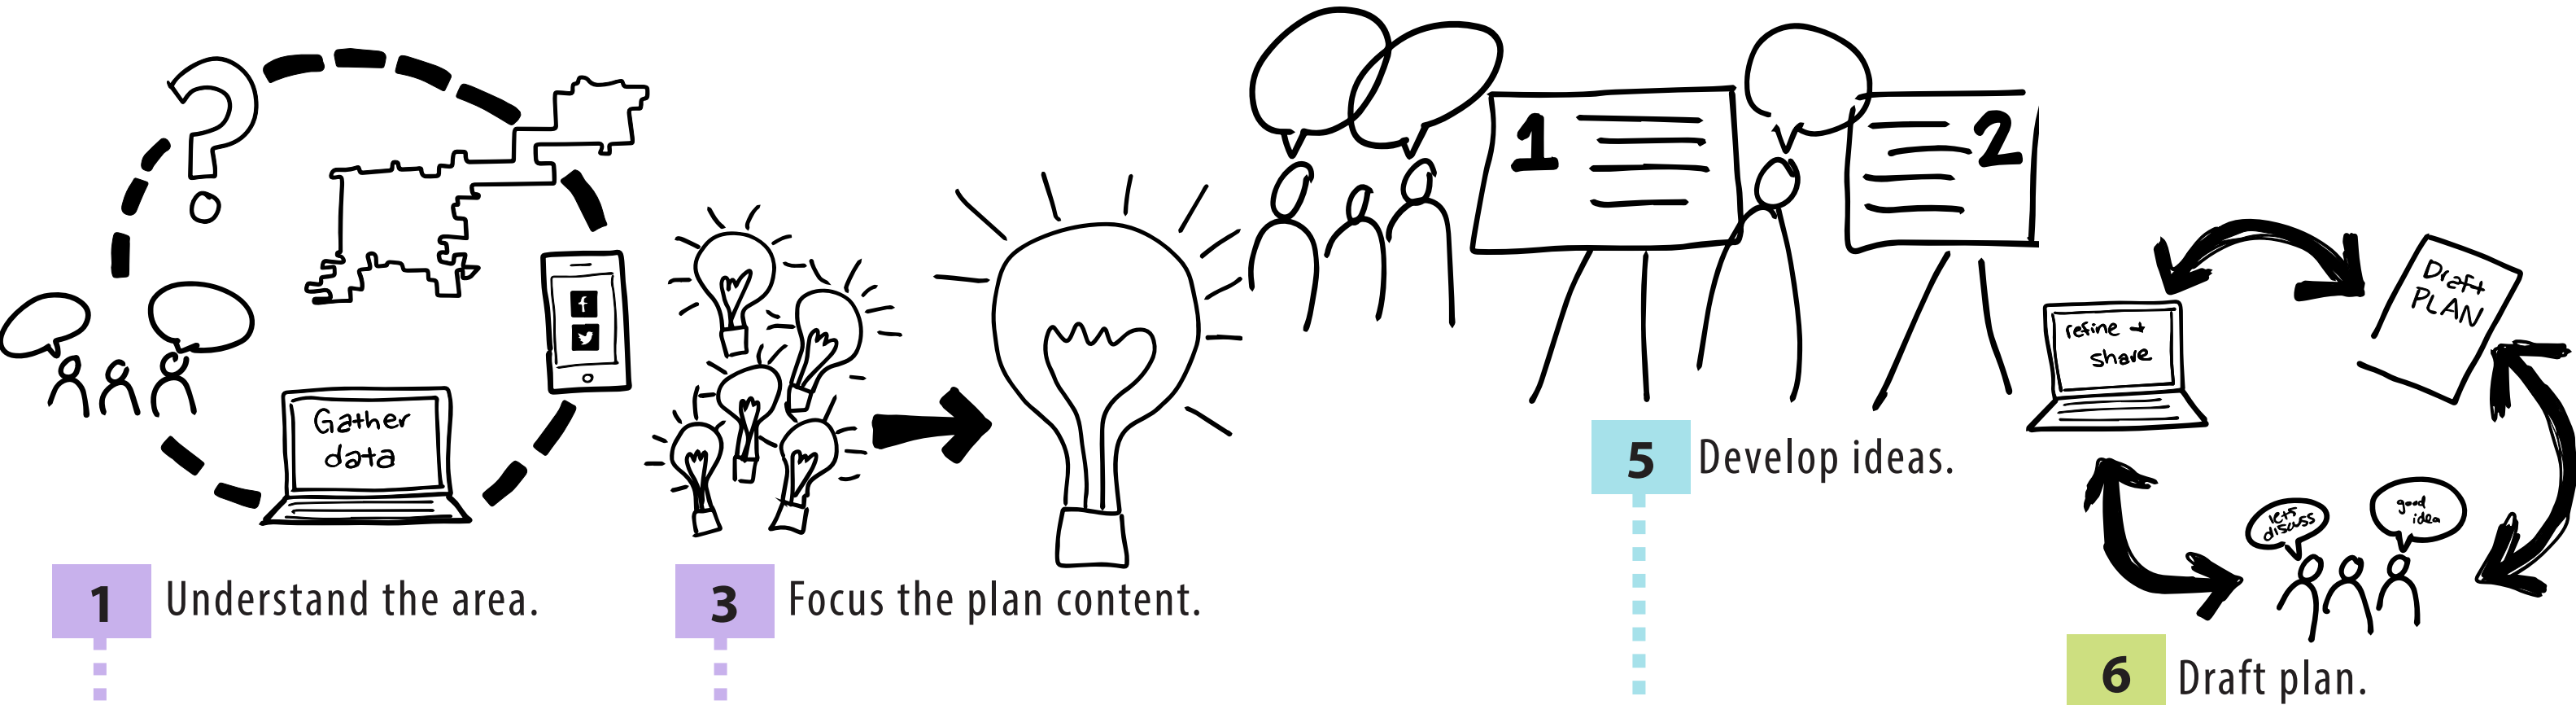 Gather
data
f
1 Understand the area.
3 Focus the plan content.
1
2
5 Develop ideas.
Draft
PLAN
refine +
share
lets
discuss
good
idea
6 Draft plan.